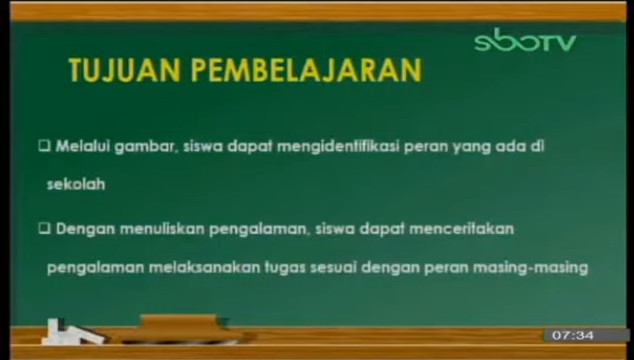 sboTV
TUJUAN PEMBELAJARAN
❑ Melalui gambar, siswa dapat mengidentifikasi peran yang ada di
sekolah
❑ Dengan menuliskan pengalaman, siswa dapat menceritakan
pengalaman melaksanakan tugas sesuai dengan peran masing-masing
07:34